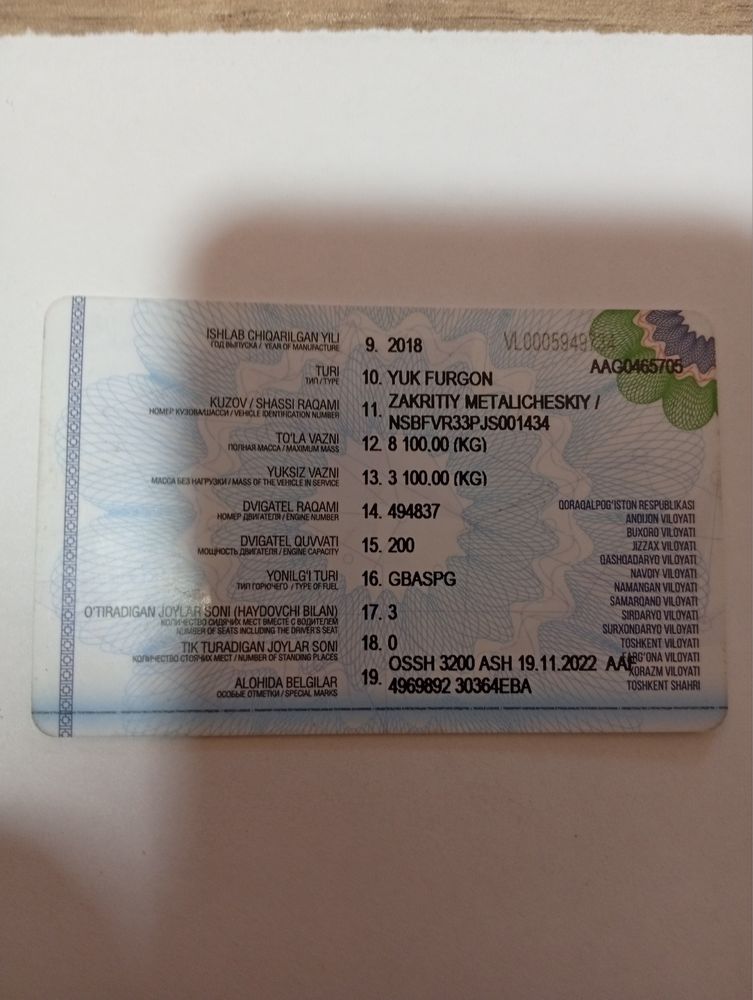 ISHLAB CHIQARILGAN YILI
ГОД ВЫПУСКА / YEAR OF MANUFACTURE
9. 2018
VL0005949734
AAG0465705
TURI
ТИП / TYPE
10. YUK FURGON
KUZOV / SHASSI RAQAMI
НОМЕР КУЗОВА/ШАССИ / VEHICLE IDENTIFICATION NUMBER
11. ZAKRITIY METALICHESKIY /
NSBFVR33PJS001434
TO'LA VAZNI
ПОЛНАЯ МАССА / MAXIMUM MASS
12. 8 100.00 (KG)
YUKSIZ VAZNI
МАССА БЕЗ НАГРУЗКИ / MASS OF THE VEHICLE IN SERVICE
13. 3 100.00 (KG)
DVIGATEL RAQAMI
НОМЕР ДВИГАТЕЛЯ / ENGINE NUMBER
14. 494837
DVIGATEL QUVVATI
МОЩНОСТЬ ДВИГАТЕЛЯ / ENGINE CAPACITY
15. 200
YONILG'I TURI
ТИП ГОРЮЧЕГО / TYPE OF FUEL
16. GBASPG
O'TIRADIGAN JOYLAR SONI (HAYDOVCHI BILAN)
КОЛИЧЕСТВО СИДЯЧИХ МЕСТ ВМЕСТЕ С ВОДИТЕЛЕМ
NUMBER OF SEATS INCLUDING THE DRIVER'S SEAT
17. 3
TIK TURADIGAN JOYLAR SONI
КОЛИЧЕСТВО СТОЯЧИХ МЕСТ / NUMBER OF STANDING PLACES
18. 0
ALOHIDA BELGILAR
ОСОБЫЕ ОТМЕТКИ / SPECIAL MARKS
19. OSSH 3200 ASH 19.11.2022 AAF
4969892 30364EBA
QORAQALPOG'ISTON RESPUBLIKASI
ANDIJON VILOYATI
BUXORO VILOYATI
JIZZAX VILOYATI
QASHQADARYO VILOYATI
NAVOIY VILOYATI
NAMANGAN VILOYATI
SAMARQAND VILOYATI
SIRDARYO VILOYATI
SURXONDARYO VILOYATI
TOSHKENT VILOYATI
FARG'ONA VILOYATI
XORAZM VILOYATI
TOSHKENT SHAHRI